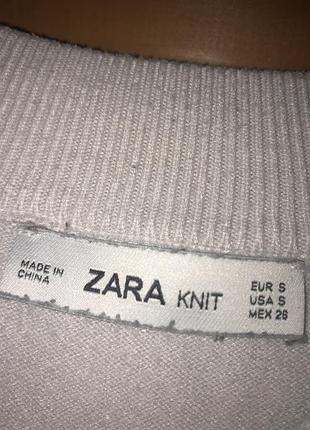 MADE IN
CHINA
ZARA KNIT
EUR S
USA S
MEX 26